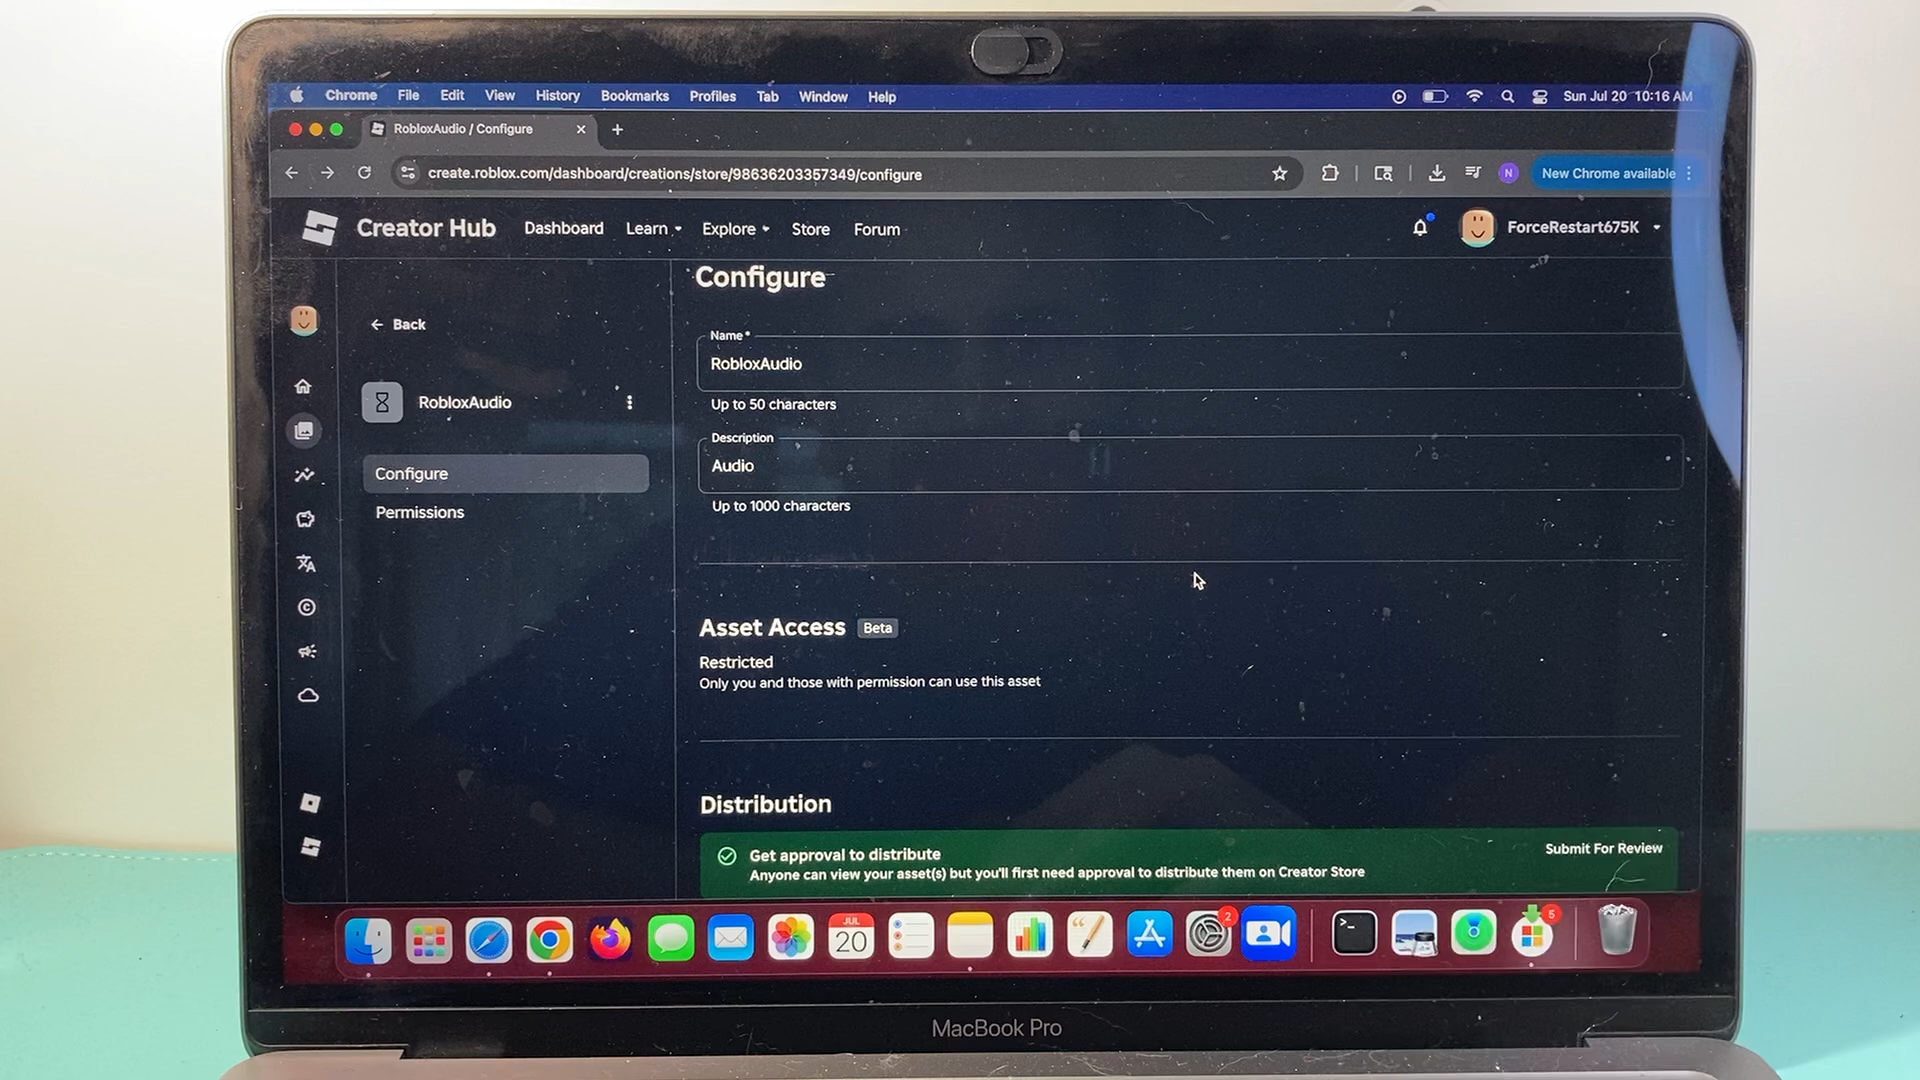 Chrome File Edit View History Bookmarks Profiles Tab Window Help Sun Jul 20 10:16 AM
RobloxAudio / Configure
create.roblox.com/dashboard/creations/store/98636203357349/configure N New Chrome available
Creator Hub Dashboard Learn Explore Store Forum ForceRestart675K
Configure
Back
Name*
RobloxAudio
RobloxAudio
Up to 50 characters
Description
Audio
Configure
Up to 1000 characters
Permissions
Asset Access Beta
Restricted
Only you and those with permission can use this asset
Distribution
Get approval to distribute Submit For Review
Anyone can view your asset(s) but you'll first need approval to distribute them on Creator Store
JUL 2 5
20
MacBook Pro